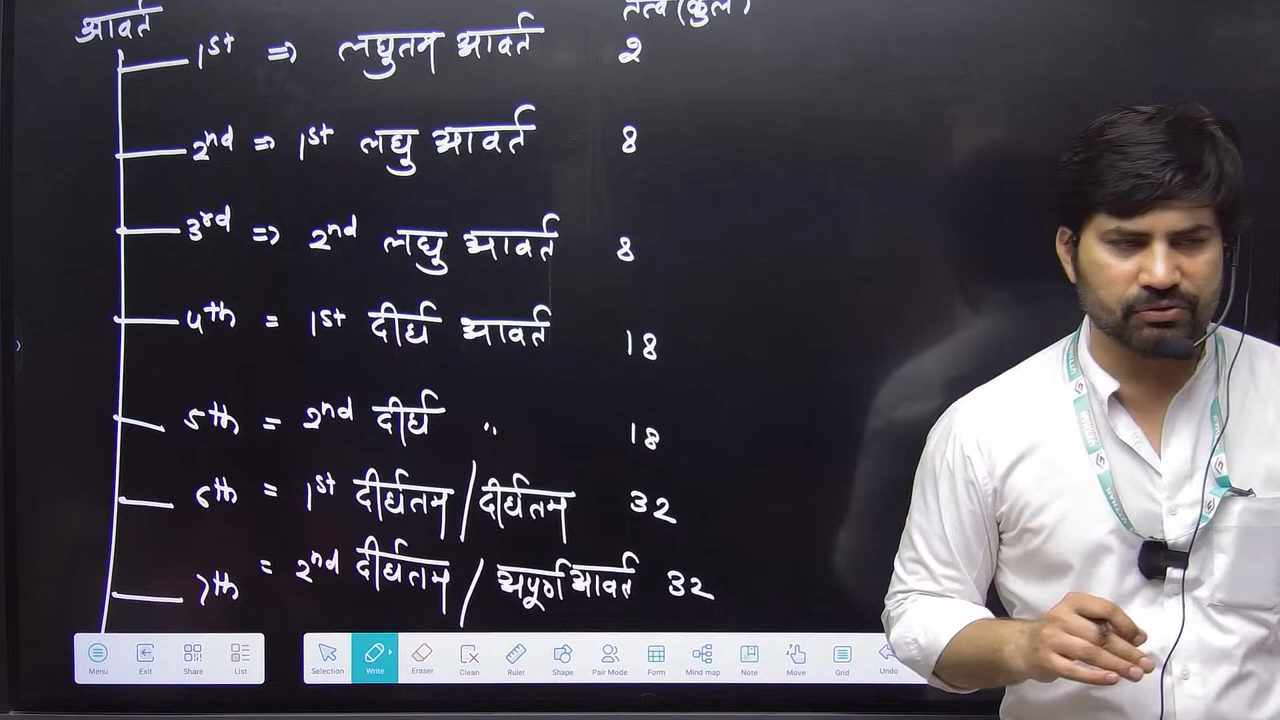 आवर्त तत्व (कुल)
1st => लघुतम आवर्त 2
2nd => 1st लघु आवर्त 8
3rd => 2nd लघु आवर्त 8
4th = 1st दीर्घ आवर्त 18
5th = 2nd दीर्घ " 18
6th = 1st दीर्घतम / दीर्घतम 32
7th = 2nd दीर्घतम / अपूर्ण आवर्त 32
Menu Exit Share List Selection Write Eraser Clean Ruler Shape Pair Mode Form Mind map Note Move Grid Undo